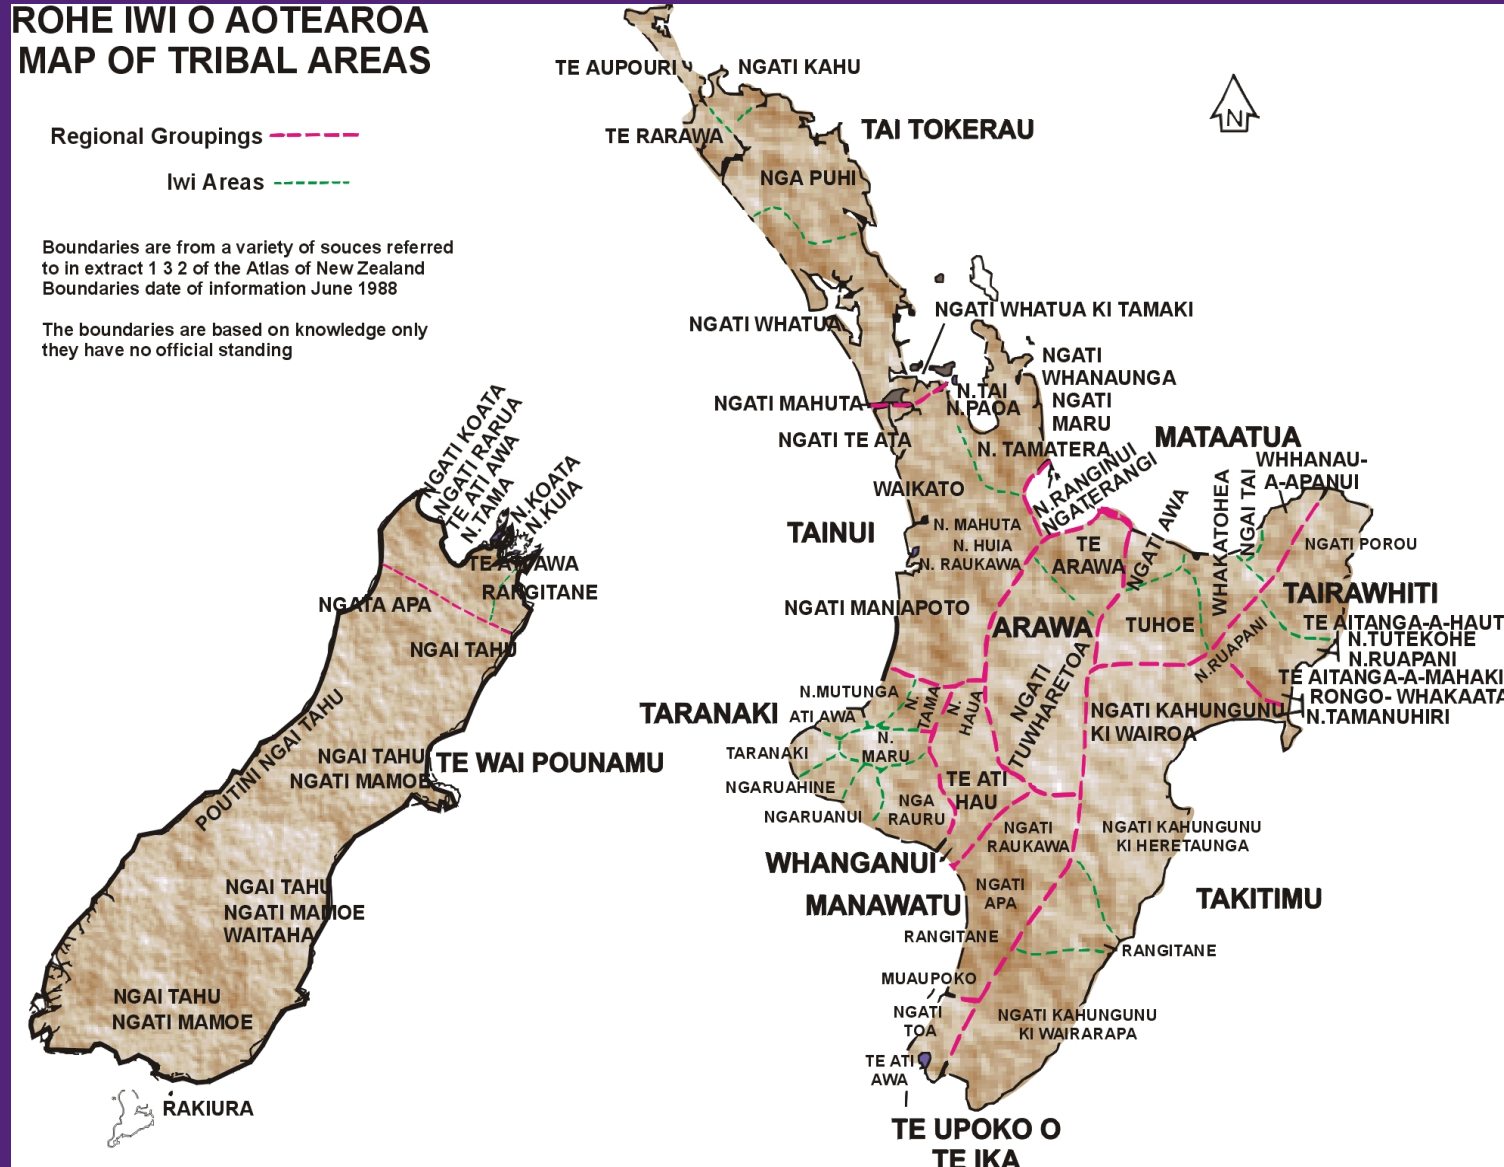 ROHE IWI O AOTEAROA
MAP OF TRIBAL AREAS
Regional Groupings
Iwi Areas
Boundaries are from a variety of souces referred
to in extract 1 3 2 of the Atlas of New Zealand
Boundaries date of information June 1988
The boundaries are based on knowledge only
they have no official standing
N
TE AUPOURI
NGATI KAHU
TE RARAWA
TAI TOKERAU
NGA PUHI
NGATI WHATUA
NGATI WHATUA KI TAMAKI
NGATI
WHANAUNGA
NGATI
MARU
N.TAI
N.PAOA
NGATI MAHUTA
NGATI TE ATA
N. TAMATERA
MATAATUA
N.RANGINUI
NGATERANGI
WAIKATO
TAINUI
N. MAHUTA
N. HUIA
N. RAUKAWA
TE
ARAWA
NGATI AWA
WHAKATOHEA
NGAI TAI
WHHANAU-
A-APANUI
NGATI POROU
NGATI MANIAPOTO
ARAWA
TUHOE
TAIRAWHITI
N.RUAPANI
TE AITANGA-A-HAUT
N.TUTEKOHE
N.RUAPANI
TE AITANGA-A-MAHAKI
RONGO- WHAKAATA
N.TAMANUHIRI
NGATI
TUWHARETOA
NGATI KAHUNGUNU
KI WAIROA
N.MUTUNGA
TARANAKI
ATI AWA
N.
TAMA
N.
HAUA
N.
MARU
TARANAKI
NGARUAHINE
NGARUANUI
NGA
RAURU
TE ATI
HAU
NGATI
RAUKAWA
NGATI KAHUNGUNU
KI HERETAUNGA
WHANGANUI
MANAWATU
NGATI
APA
TAKITIMU
RANGITANE
RANGITANE
MUAUPOKO
NGATI
TOA
NGATI KAHUNGUNU
KI WAIRARAPA
TE ATI
AWA
TE UPOKO O
TE IKA
NGATI KOATA
NGATI RARUA
TE ATI AWA
N.TAMA
N.KOATA
N.KUIA
TE ATI AWA
RANGITANE
NGATA APA
NGAI TAHU
POUTINI NGAI TAHU
NGAI TAHU
NGATI MAMOE
TE WAI POUNAMU
NGAI TAHU
NGATI MAMOE
WAITAHA
NGAI TAHU
NGATI MAMOE
RAKIURA